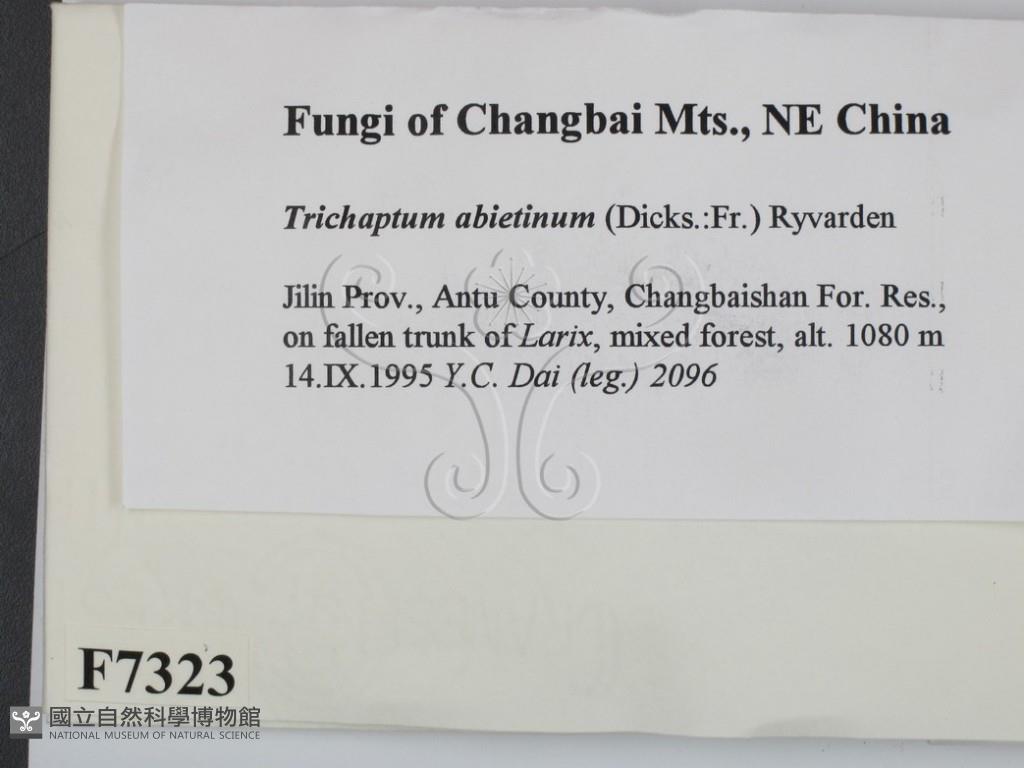 Fungi of Changbai Mts., NE China
Trichaptum abietinum (Dicks.:Fr.) Ryvarden
Jilin Prov., Antu County, Changbaishan For. Res.,
on fallen trunk of Larix, mixed forest, alt. 1080 m
14.IX.1995 Y.C. Dai (leg.) 2096
F7323
國立自然科學博物館
NATIONAL MUSEUM OF NATURAL SCIENCE